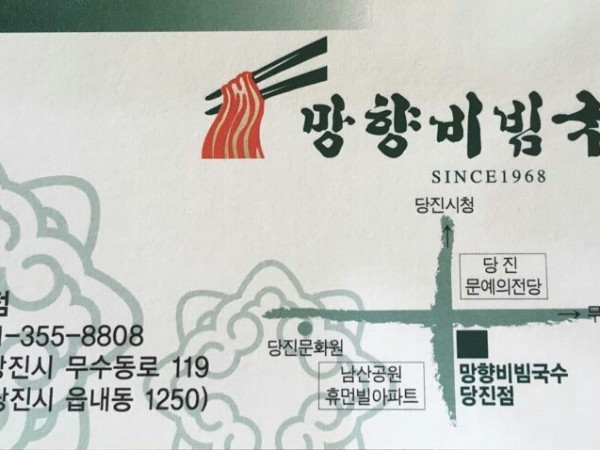 망향비빔국
SINCE1968
당진시청
당 진
문예의전당
당진문화원
남산공원
휴먼빌아파트
망향비빔국수
당진점
점
1-355-8808
당진시 무수동로 119
당진시 읍내동 1250)